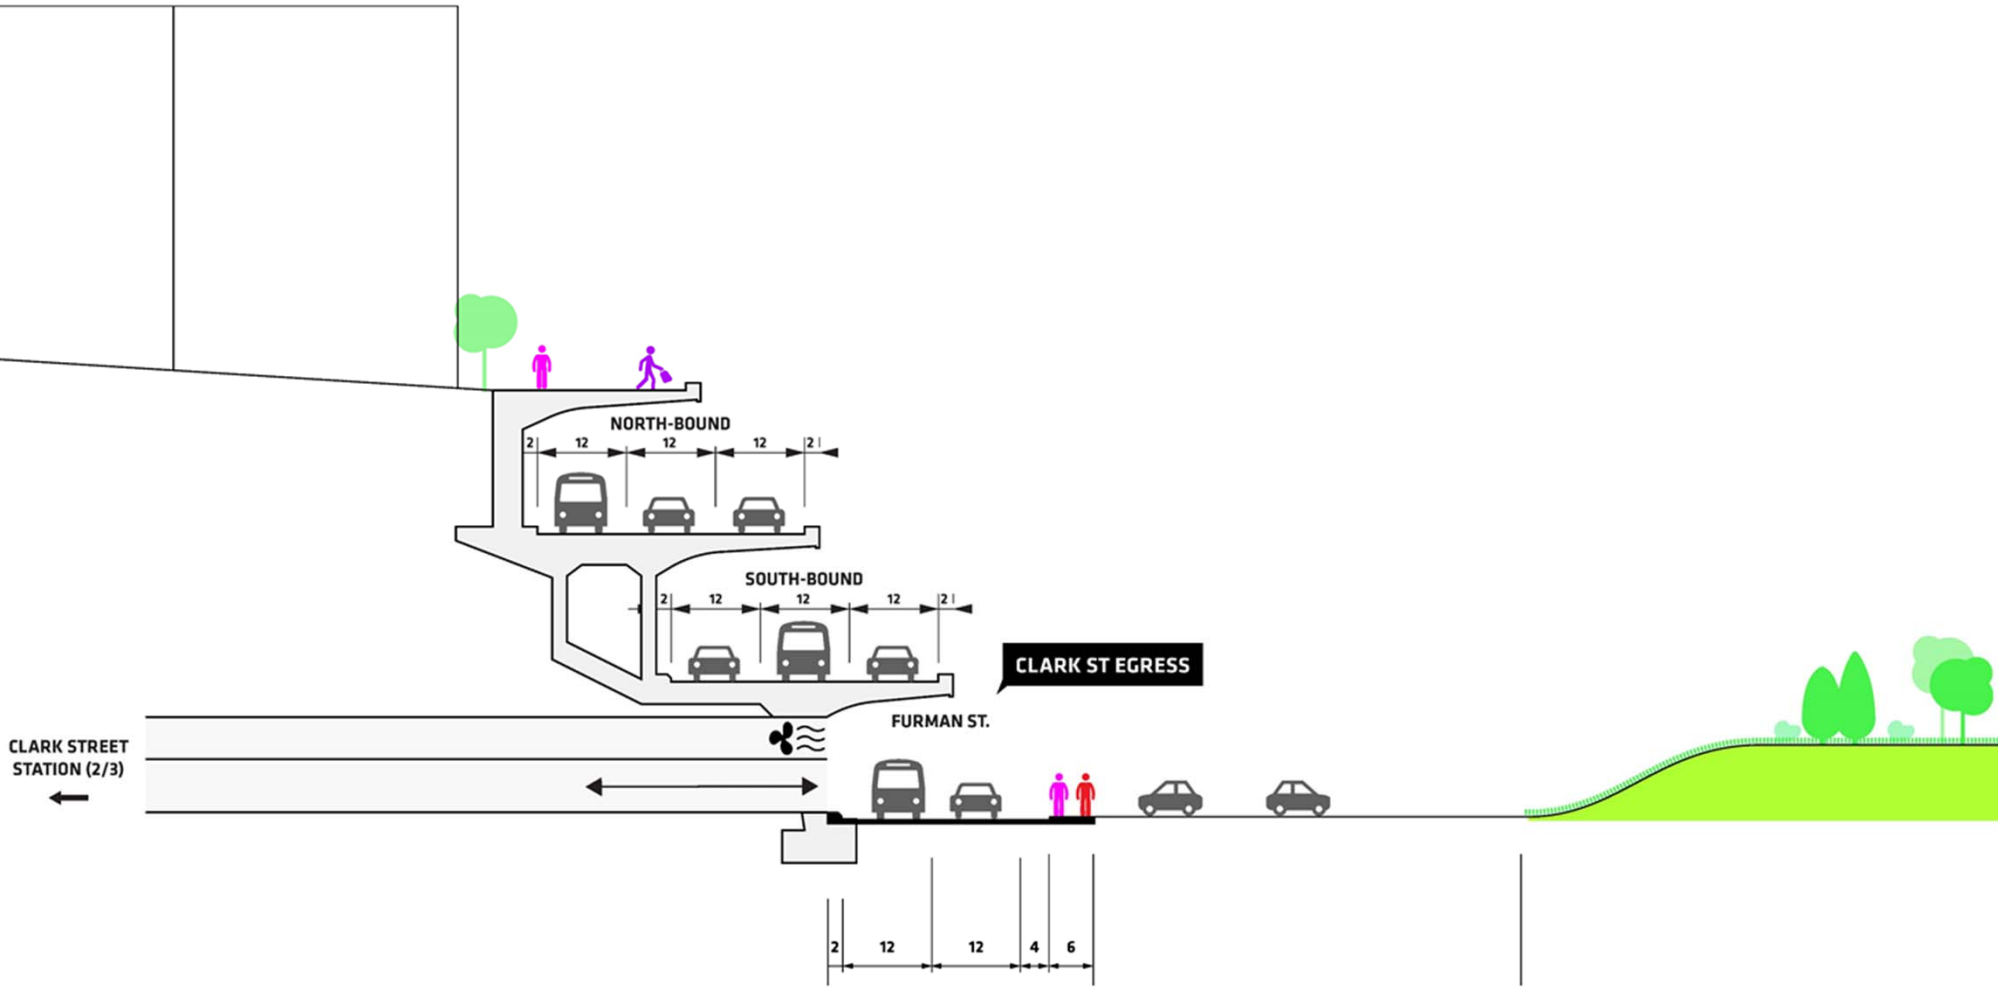 NORTH-BOUND
2 12 12 12 2
SOUTH-BOUND
2 12 12 12 2
CLARK ST EGRESS
FURMAN ST.
CLARK STREET
STATION (2/3)
2 12 12 4 6